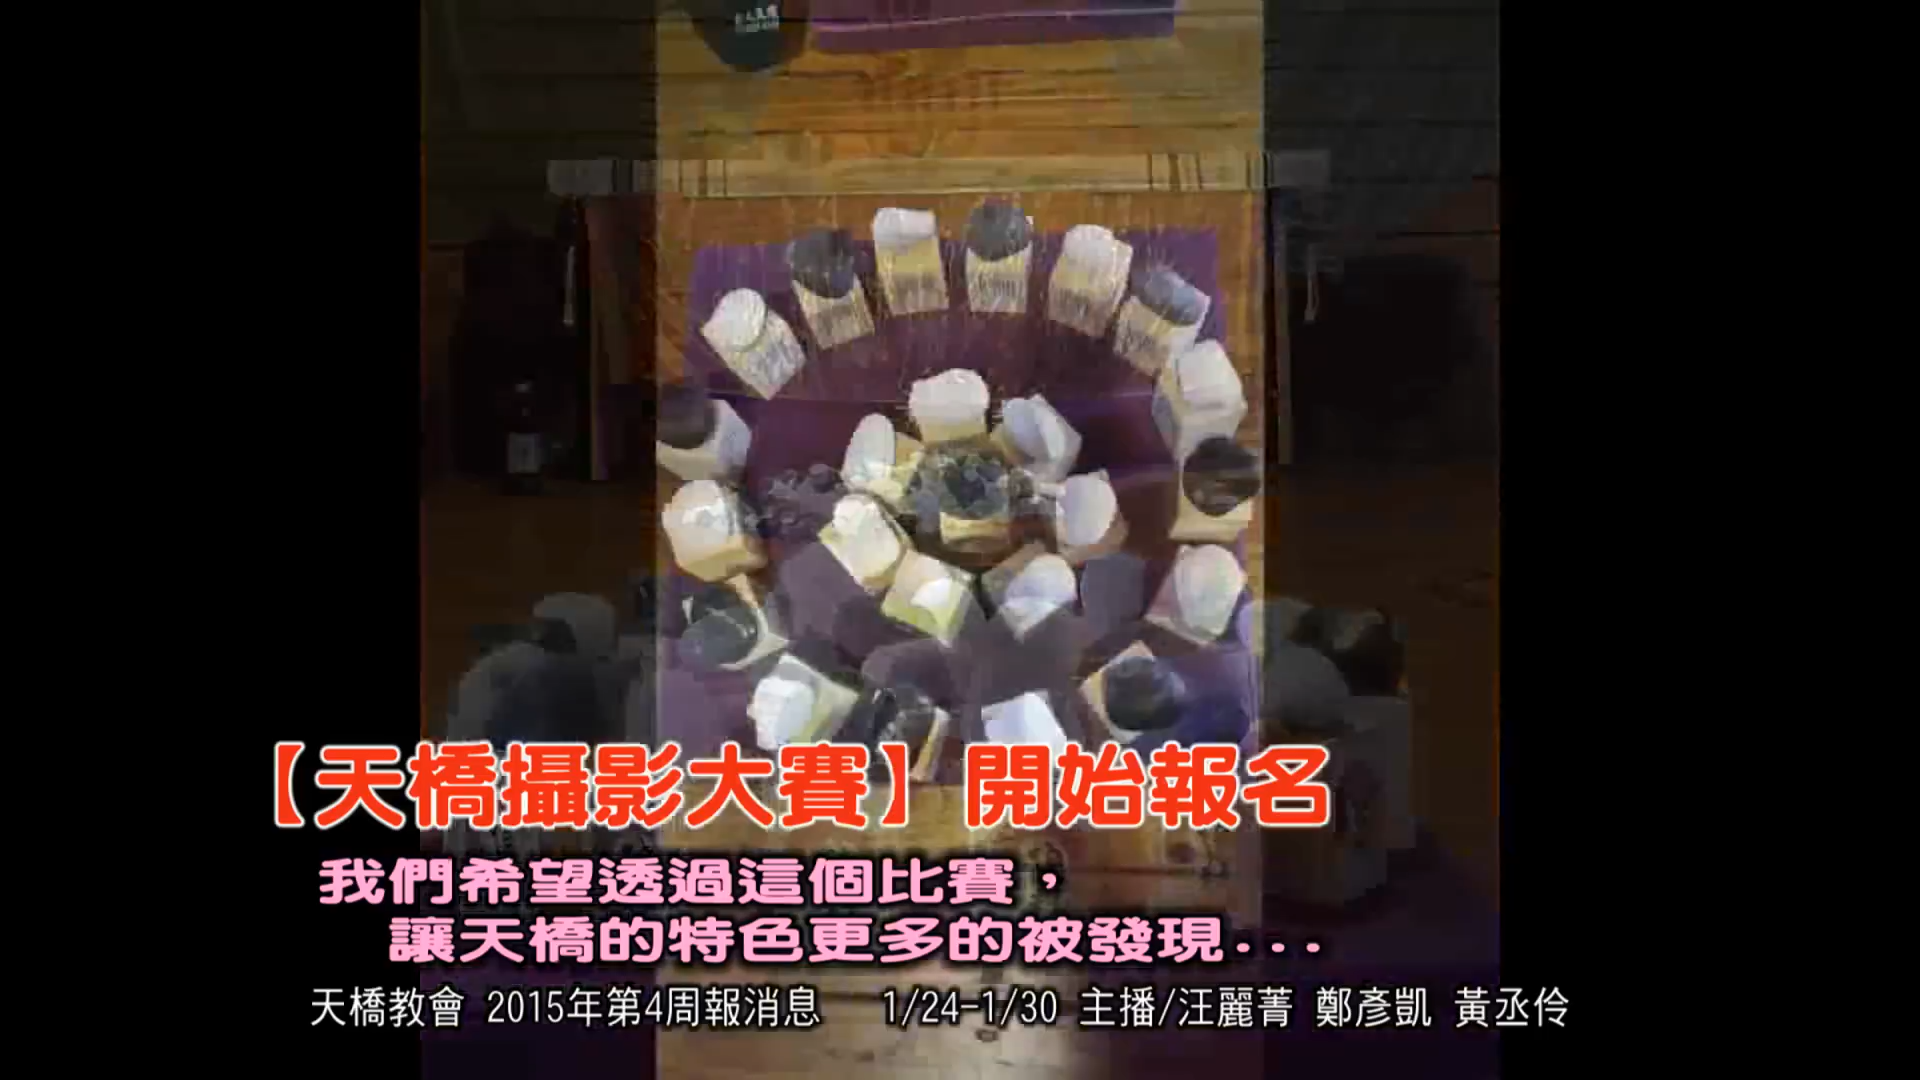 【天橋攝影大賽】開始報名
我們希望透過這個比賽，
讓天橋的特色更多的被發現...
天橋教會 2015年第4周報消息 1/24-1/30 主播/汪麗菁 鄭彥凱 黃丞伶